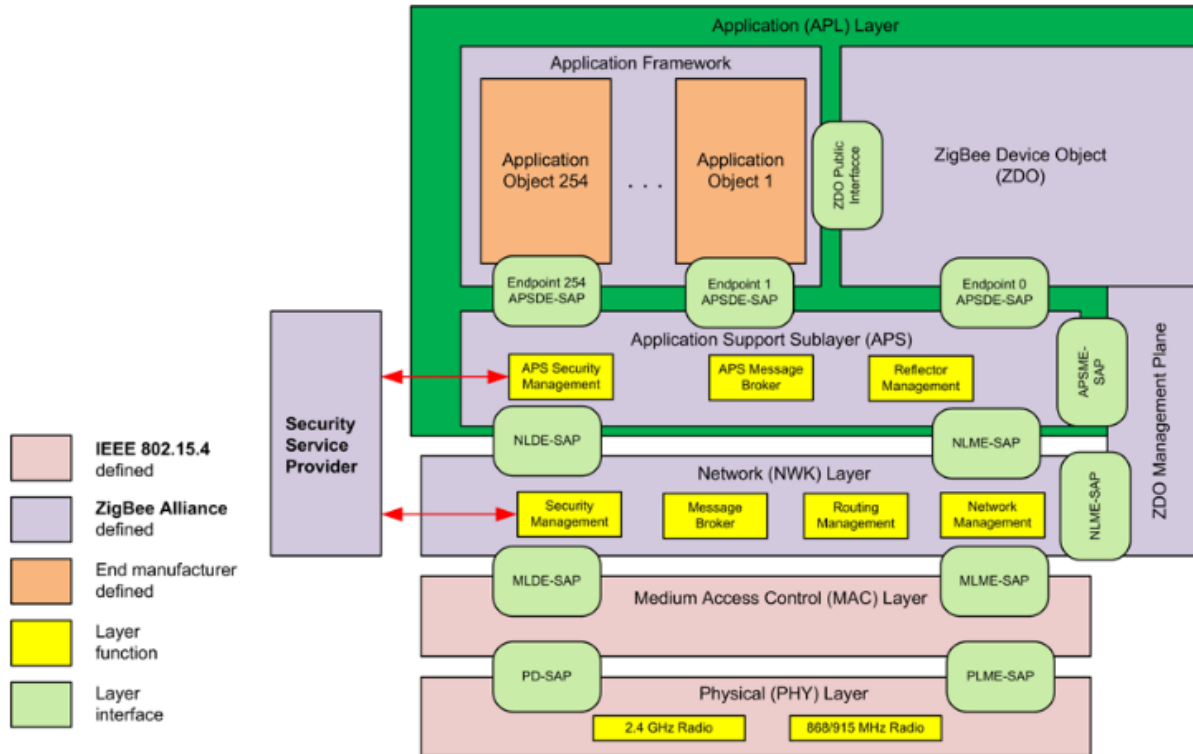 Application (APL) Layer
Application Framework
Application
Object 254
. . .
Application
Object 1
ZDO Public
Interfacce
ZigBee Device Object
(ZDO)
Endpoint 254
APSDE-SAP
Endpoint 1
APSDE-SAP
Endpoint 0
APSDE-SAP
Application Support Sublayer (APS)
APS Security
Management
APS Message
Broker
Reflector
Management
APSME-
SAP
ZDO Management Plane
Security
Service
Provider
NLDE-SAP
NLME-SAP
Network (NWK) Layer
Security
Management
Message
Broker
Routing
Management
Network
Management
NLME-SAP
MLDE-SAP
MLME-SAP
Medium Access Control (MAC) Layer
PD-SAP
PLME-SAP
Physical (PHY) Layer
2.4 GHz Radio
868/915 MHz Radio
IEEE 802.15.4
defined
ZigBee Alliance
defined
End manufacturer
defined
Layer
function
Layer
interface